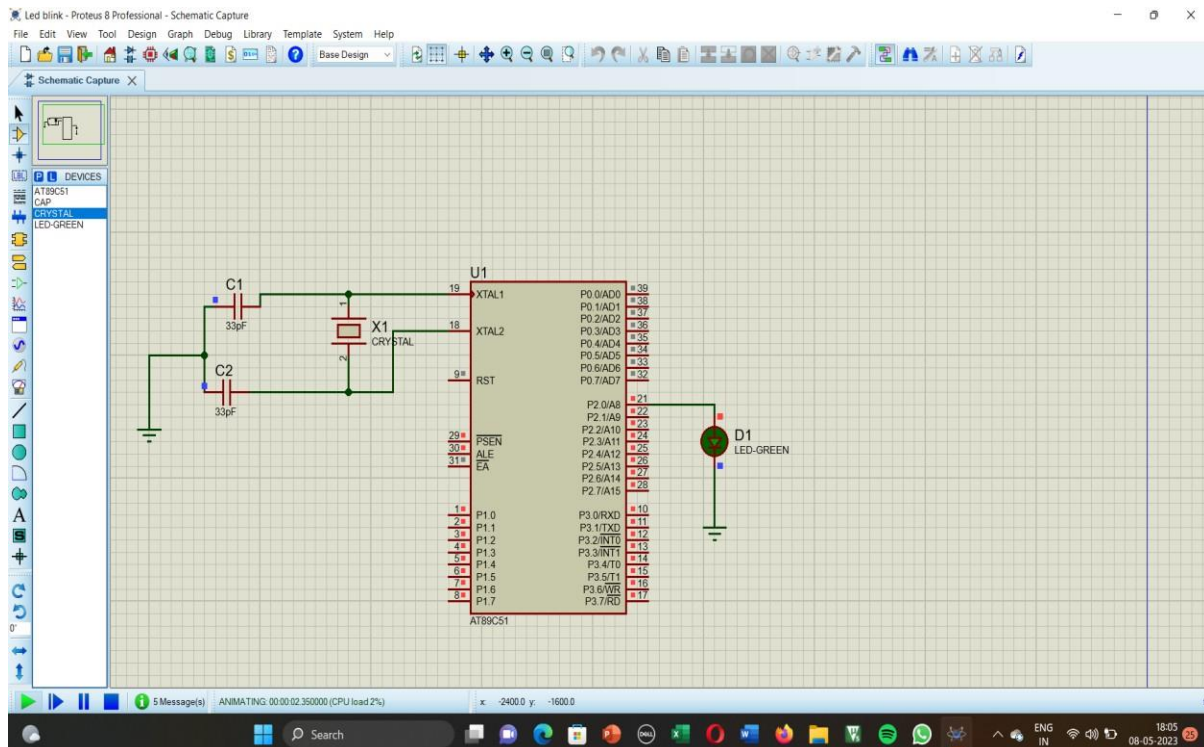 Led blink - Proteus 8 Professional - Schematic Capture
File Edit View Tool Design Graph Debug Library Template System Help
Base Design
Schematic Capture
P L DEVICES
AT89C51
CAP
CRYSTAL
LED-GREEN
LBL
A
S
0°
C1
33pF
C2
33pF
1
X1
CRYSTAL
2
U1
19 XTAL1
18 XTAL2
9 RST
29 PSEN
30 ALE
31 EA
1 P1.0
2 P1.1
3 P1.2
4 P1.3
5 P1.4
6 P1.5
7 P1.6
8 P1.7
P0.0/AD0 39
P0.1/AD1 38
P0.2/AD2 37
P0.3/AD3 36
P0.4/AD4 35
P0.5/AD5 34
P0.6/AD6 33
P0.7/AD7 32
P2.0/A8 21
P2.1/A9 22
P2.2/A10 23
P2.3/A11 24
P2.4/A12 25
P2.5/A13 26
P2.6/A14 27
P2.7/A15 28
P3.0/RXD 10
P3.1/TXD 11
P3.2/INT0 12
P3.3/INT1 13
P3.4/T0 14
P3.5/T1 15
P3.6/WR 16
P3.7/RD 17
AT89C51
D1
LED-GREEN
5 Message(s) ANIMATING: 00:00:02.350000 (CPU load 2%) x: -2400.0 y: -1600.0
Search
DELL
ENG
IN
18:05
08-05-2023
25